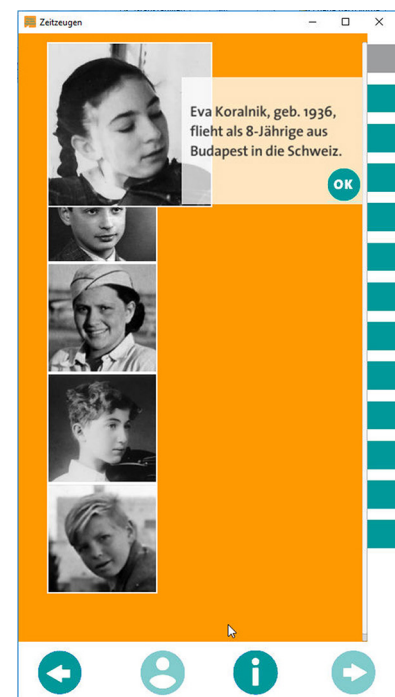 Zeitzeugen
Eva Koralnik, geb. 1936,
flieht als 8-Jährige aus
Budapest in die Schweiz.
OK